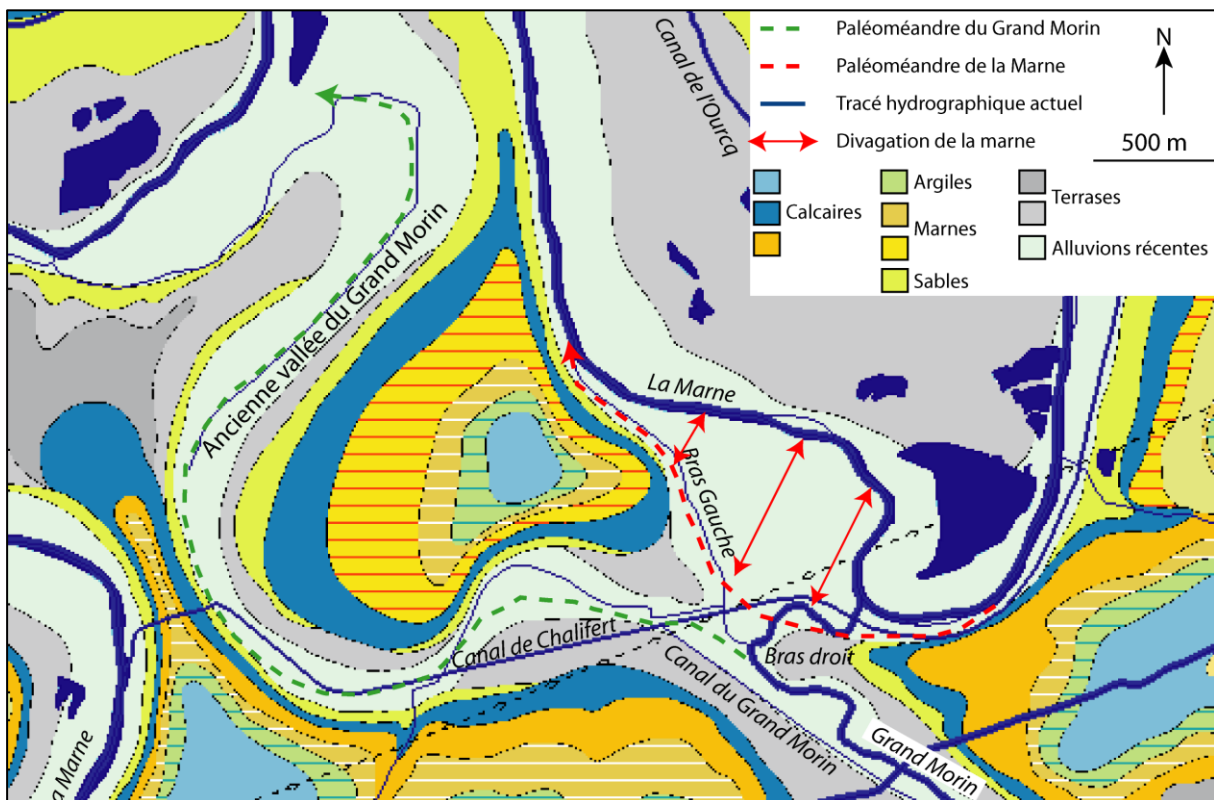 Paléoméandre du Grand Morin
Paléoméandre de la Marne
Tracé hydrographique actuel
Divagation de la marne
N
500 m
Calcaires
Argiles
Marnes
Sables
Terrases
Alluvions récentes
Canal de l'Ourcq
Ancienne vallée du Grand Morin
La Marne
Bras Gauche
Canal de Chalifert
Bras droit
Canal du Grand Morin
Grand Morin
a Marne